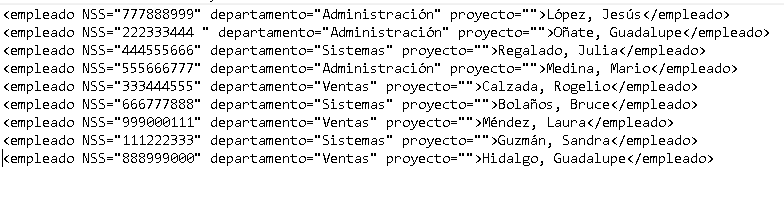 <empleado NSS="777888999" departamento="Administración" proyecto="">López, Jesús</empleado>
<empleado NSS="222333444 " departamento="Administración" proyecto="">Oñate, Guadalupe</empleado>
<empleado NSS="444555666" departamento="Sistemas" proyecto="">Regalado, Julia</empleado>
<empleado NSS="555666777" departamento="Administración" proyecto="">Medina, Mario</empleado>
<empleado NSS="333444555" departamento="Ventas" proyecto="">Calzada, Rogelio</empleado>
<empleado NSS="666777888" departamento="Sistemas" proyecto="">Bolaños, Bruce</empleado>
<empleado NSS="999000111" departamento="Ventas" proyecto="">Méndez, Laura</empleado>
<empleado NSS="111222333" departamento="Sistemas" proyecto="">Guzmán, Sandra</empleado>
<empleado NSS="888999000" departamento="Ventas" proyecto="">Hidalgo, Guadalupe</empleado>